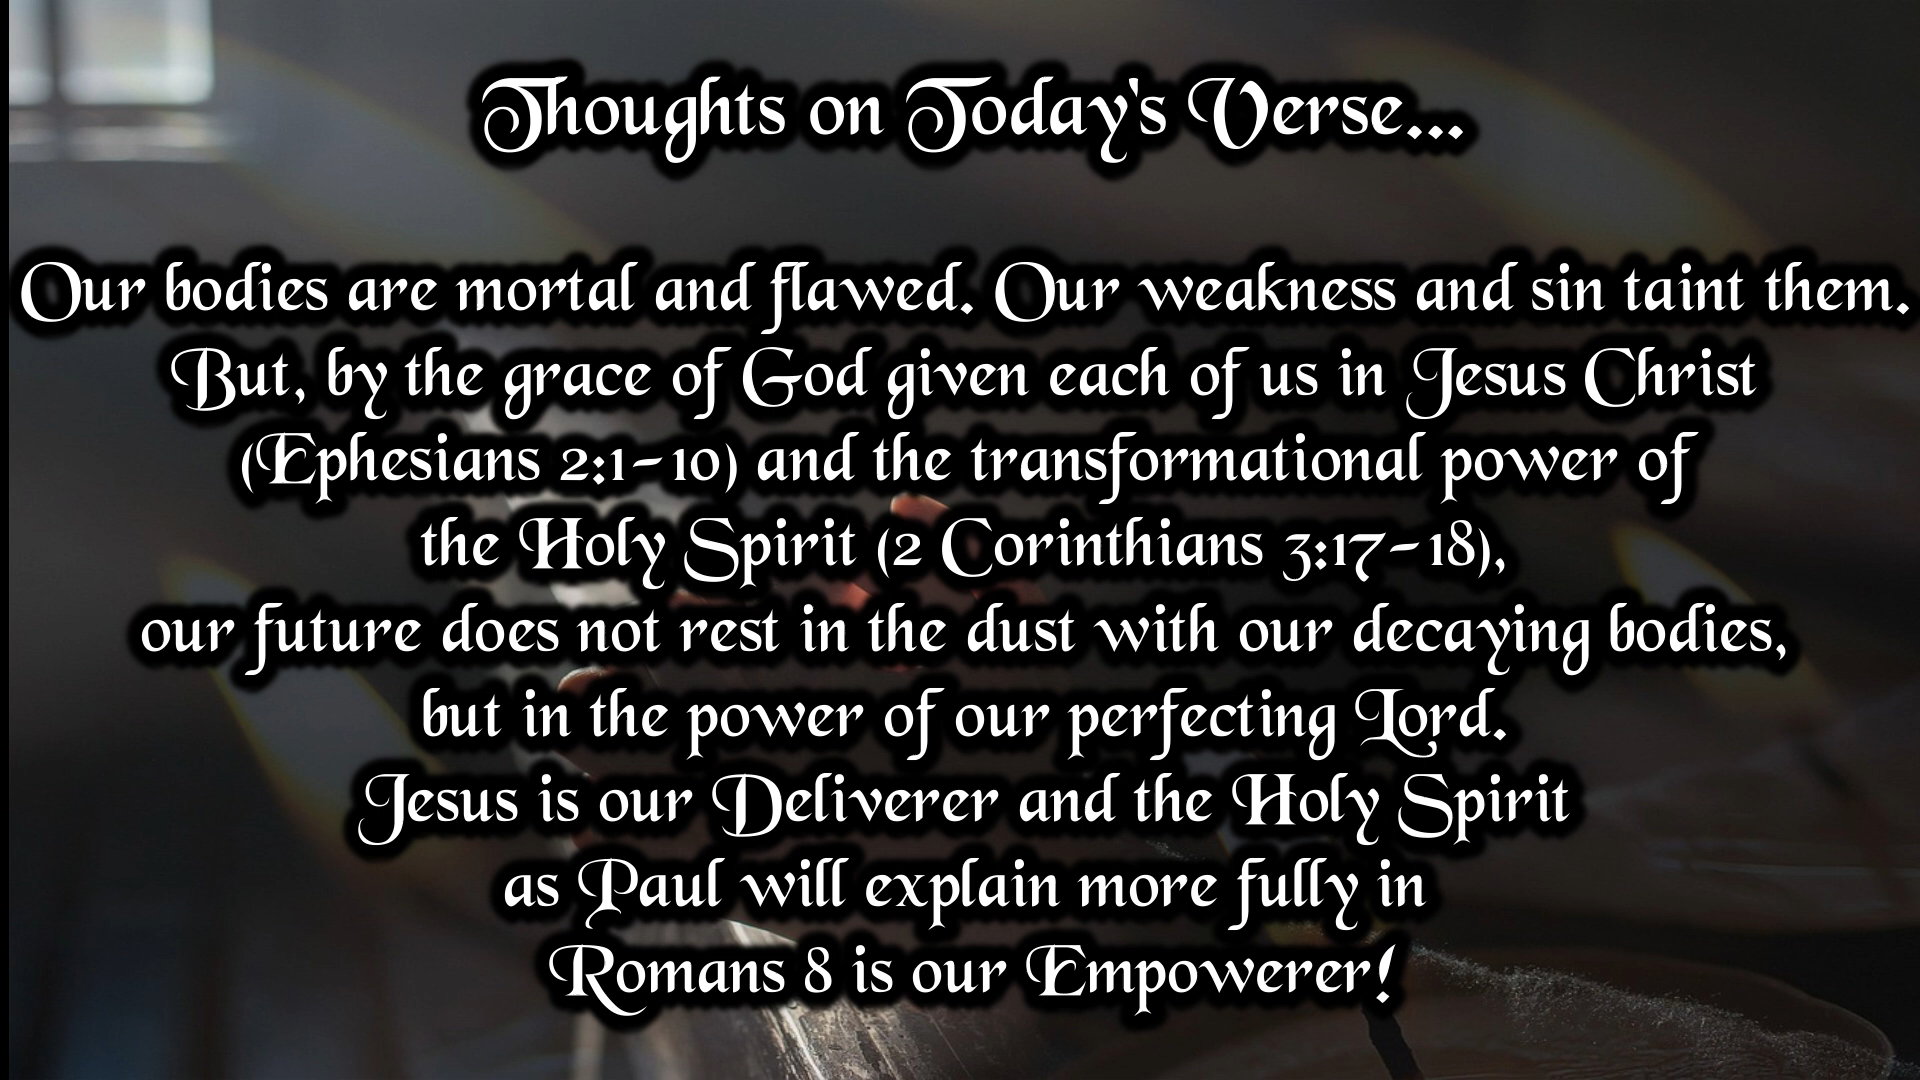 Thoughts on Today's Verse...
Our bodies are mortal and flawed. Our weakness and sin taint them.
But, by the grace of God given each of us in Jesus Christ
(Ephesians 2:1-10) and the transformational power of
the Holy Spirit (2 Corinthians 3:17-18),
our future does not rest in the dust with our decaying bodies,
but in the power of our perfecting Lord.
Jesus is our Deliverer and the Holy Spirit
as Paul will explain more fully in
Romans 8 is our Empowerer!